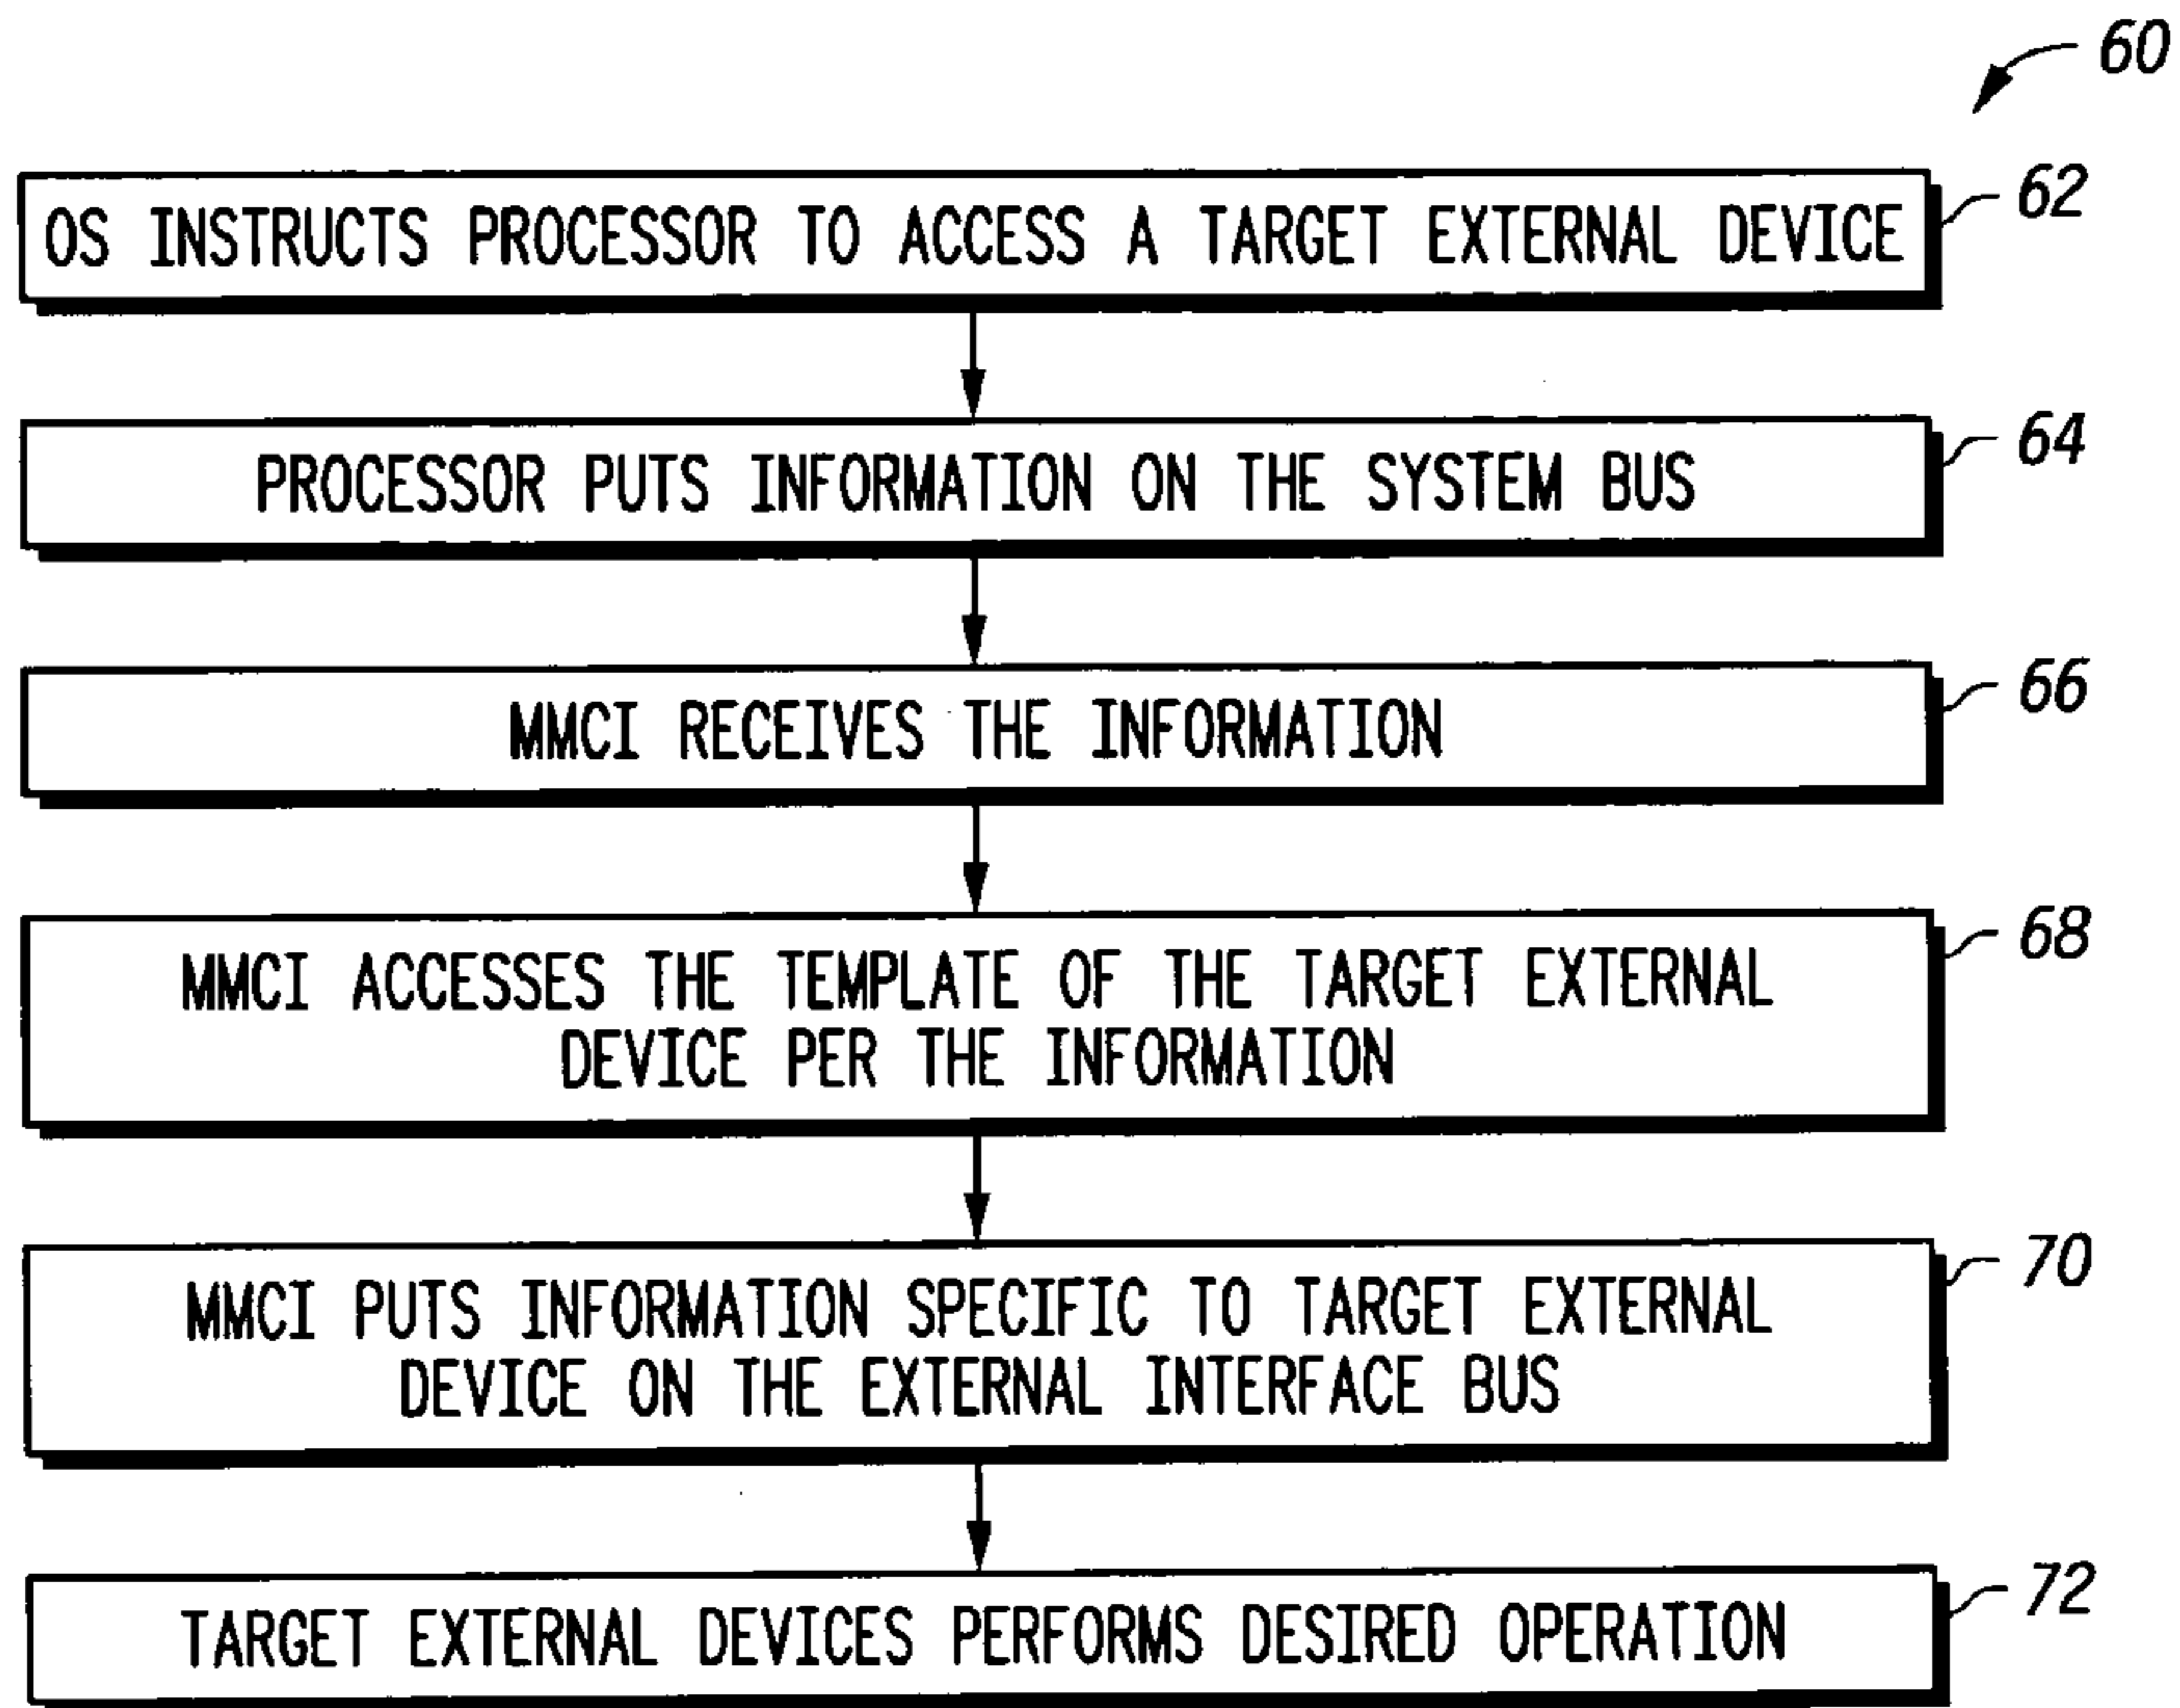 60
OS INSTRUCTS PROCESSOR TO ACCESS A TARGET EXTERNAL DEVICE
62
PROCESSOR PUTS INFORMATION ON THE SYSTEM BUS
64
MMCI RECEIVES THE INFORMATION
66
MMCI ACCESSES THE TEMPLATE OF THE TARGET EXTERNAL
DEVICE PER THE INFORMATION
68
MMCI PUTS INFORMATION SPECIFIC TO TARGET EXTERNAL
DEVICE ON THE EXTERNAL INTERFACE BUS
70
TARGET EXTERNAL DEVICES PERFORMS DESIRED OPERATION
72